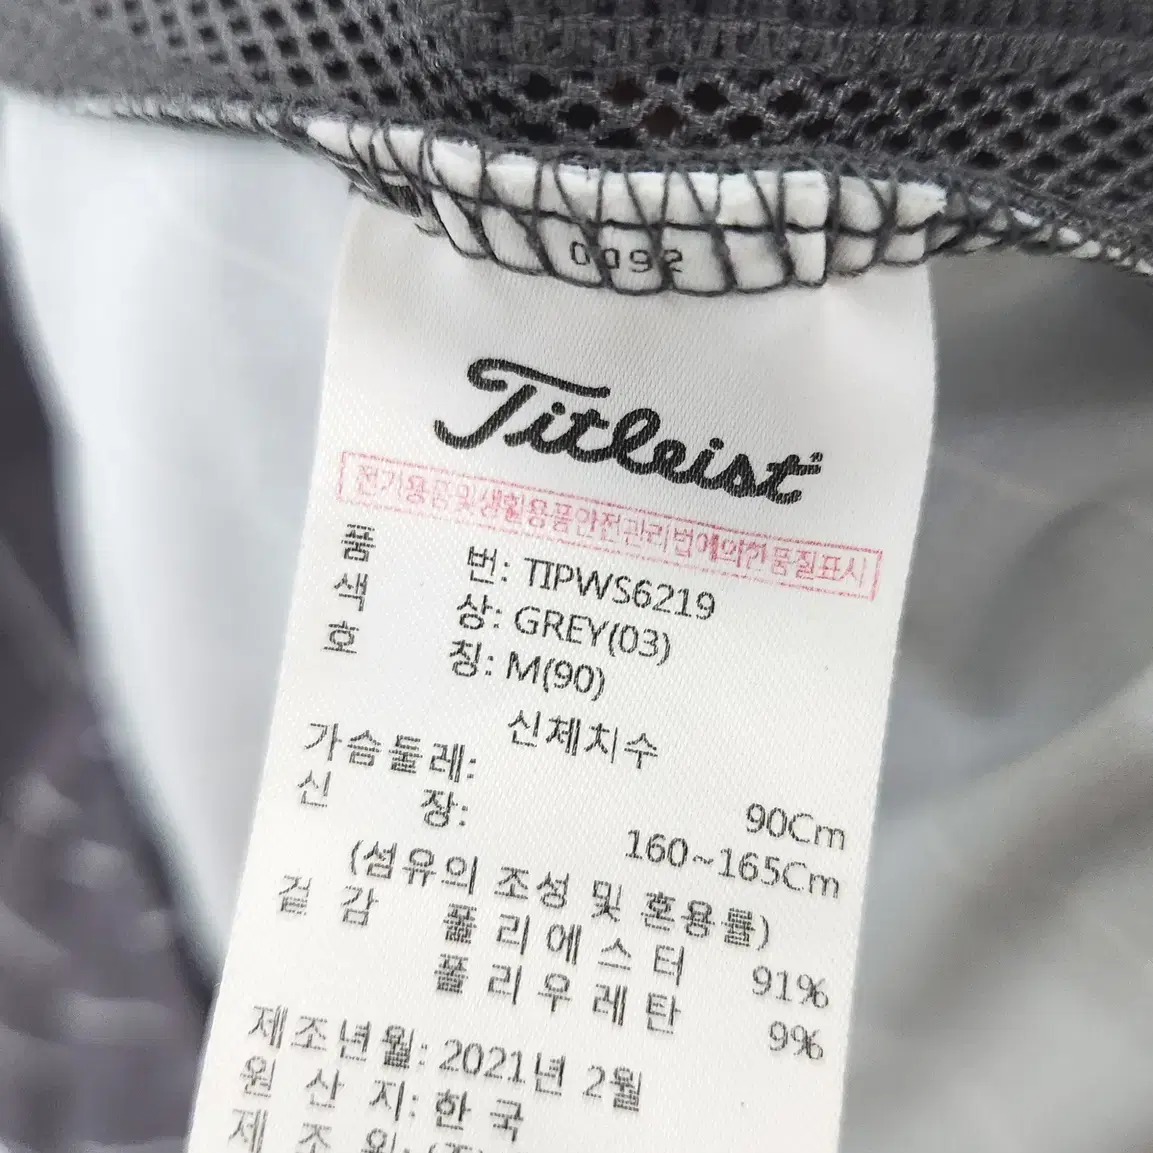 0092
Titleist
전기용품및생활용품안전관리법에의한품질표시
품 번: TIPWS6219
색 상: GREY(03)
호 칭: M(90)
신체치수
가슴둘레: 90Cm
신 장: 160~165Cm
(섬유의 조성 및 혼용률)
겉 감 폴리에스터 91%
폴리우레탄 9%
제조년월: 2021년 2월
원 산 지: 한 국
제 조 원: